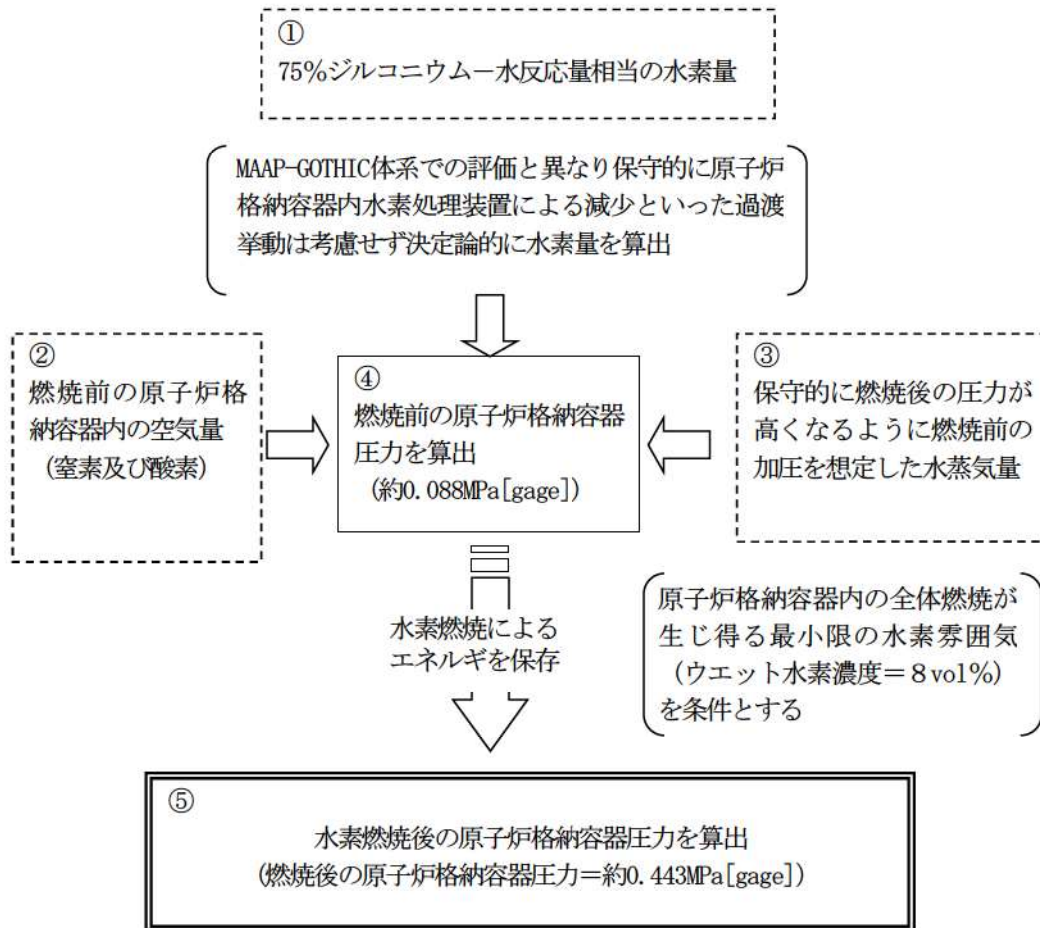 ①
75％ジルコニウム－水反応量相当の水素量
MAAP-GOTHIC体系での評価と異なり保守的に原子炉
格納容器内水素処理装置による減少といった過渡
挙動は考慮せず決定論的に水素量を算出
②
燃焼前の原子炉格
納容器内の空気量
（窒素及び酸素）
④
燃焼前の原子炉格納容器
圧力を算出
（約0.088MPa[gage]）
③
保守的に燃焼後の圧力が
高くなるように燃焼前の
加圧を想定した水蒸気量
水素燃焼による
エネルギを保存
原子炉格納容器内の全体燃焼が
生じ得る最小限の水素雰囲気
（ウエット水素濃度＝８vol％）
を条件とする
⑤
水素燃焼後の原子炉格納容器圧力を算出
(燃焼後の原子炉格納容器圧力＝約0.443MPa[gage])